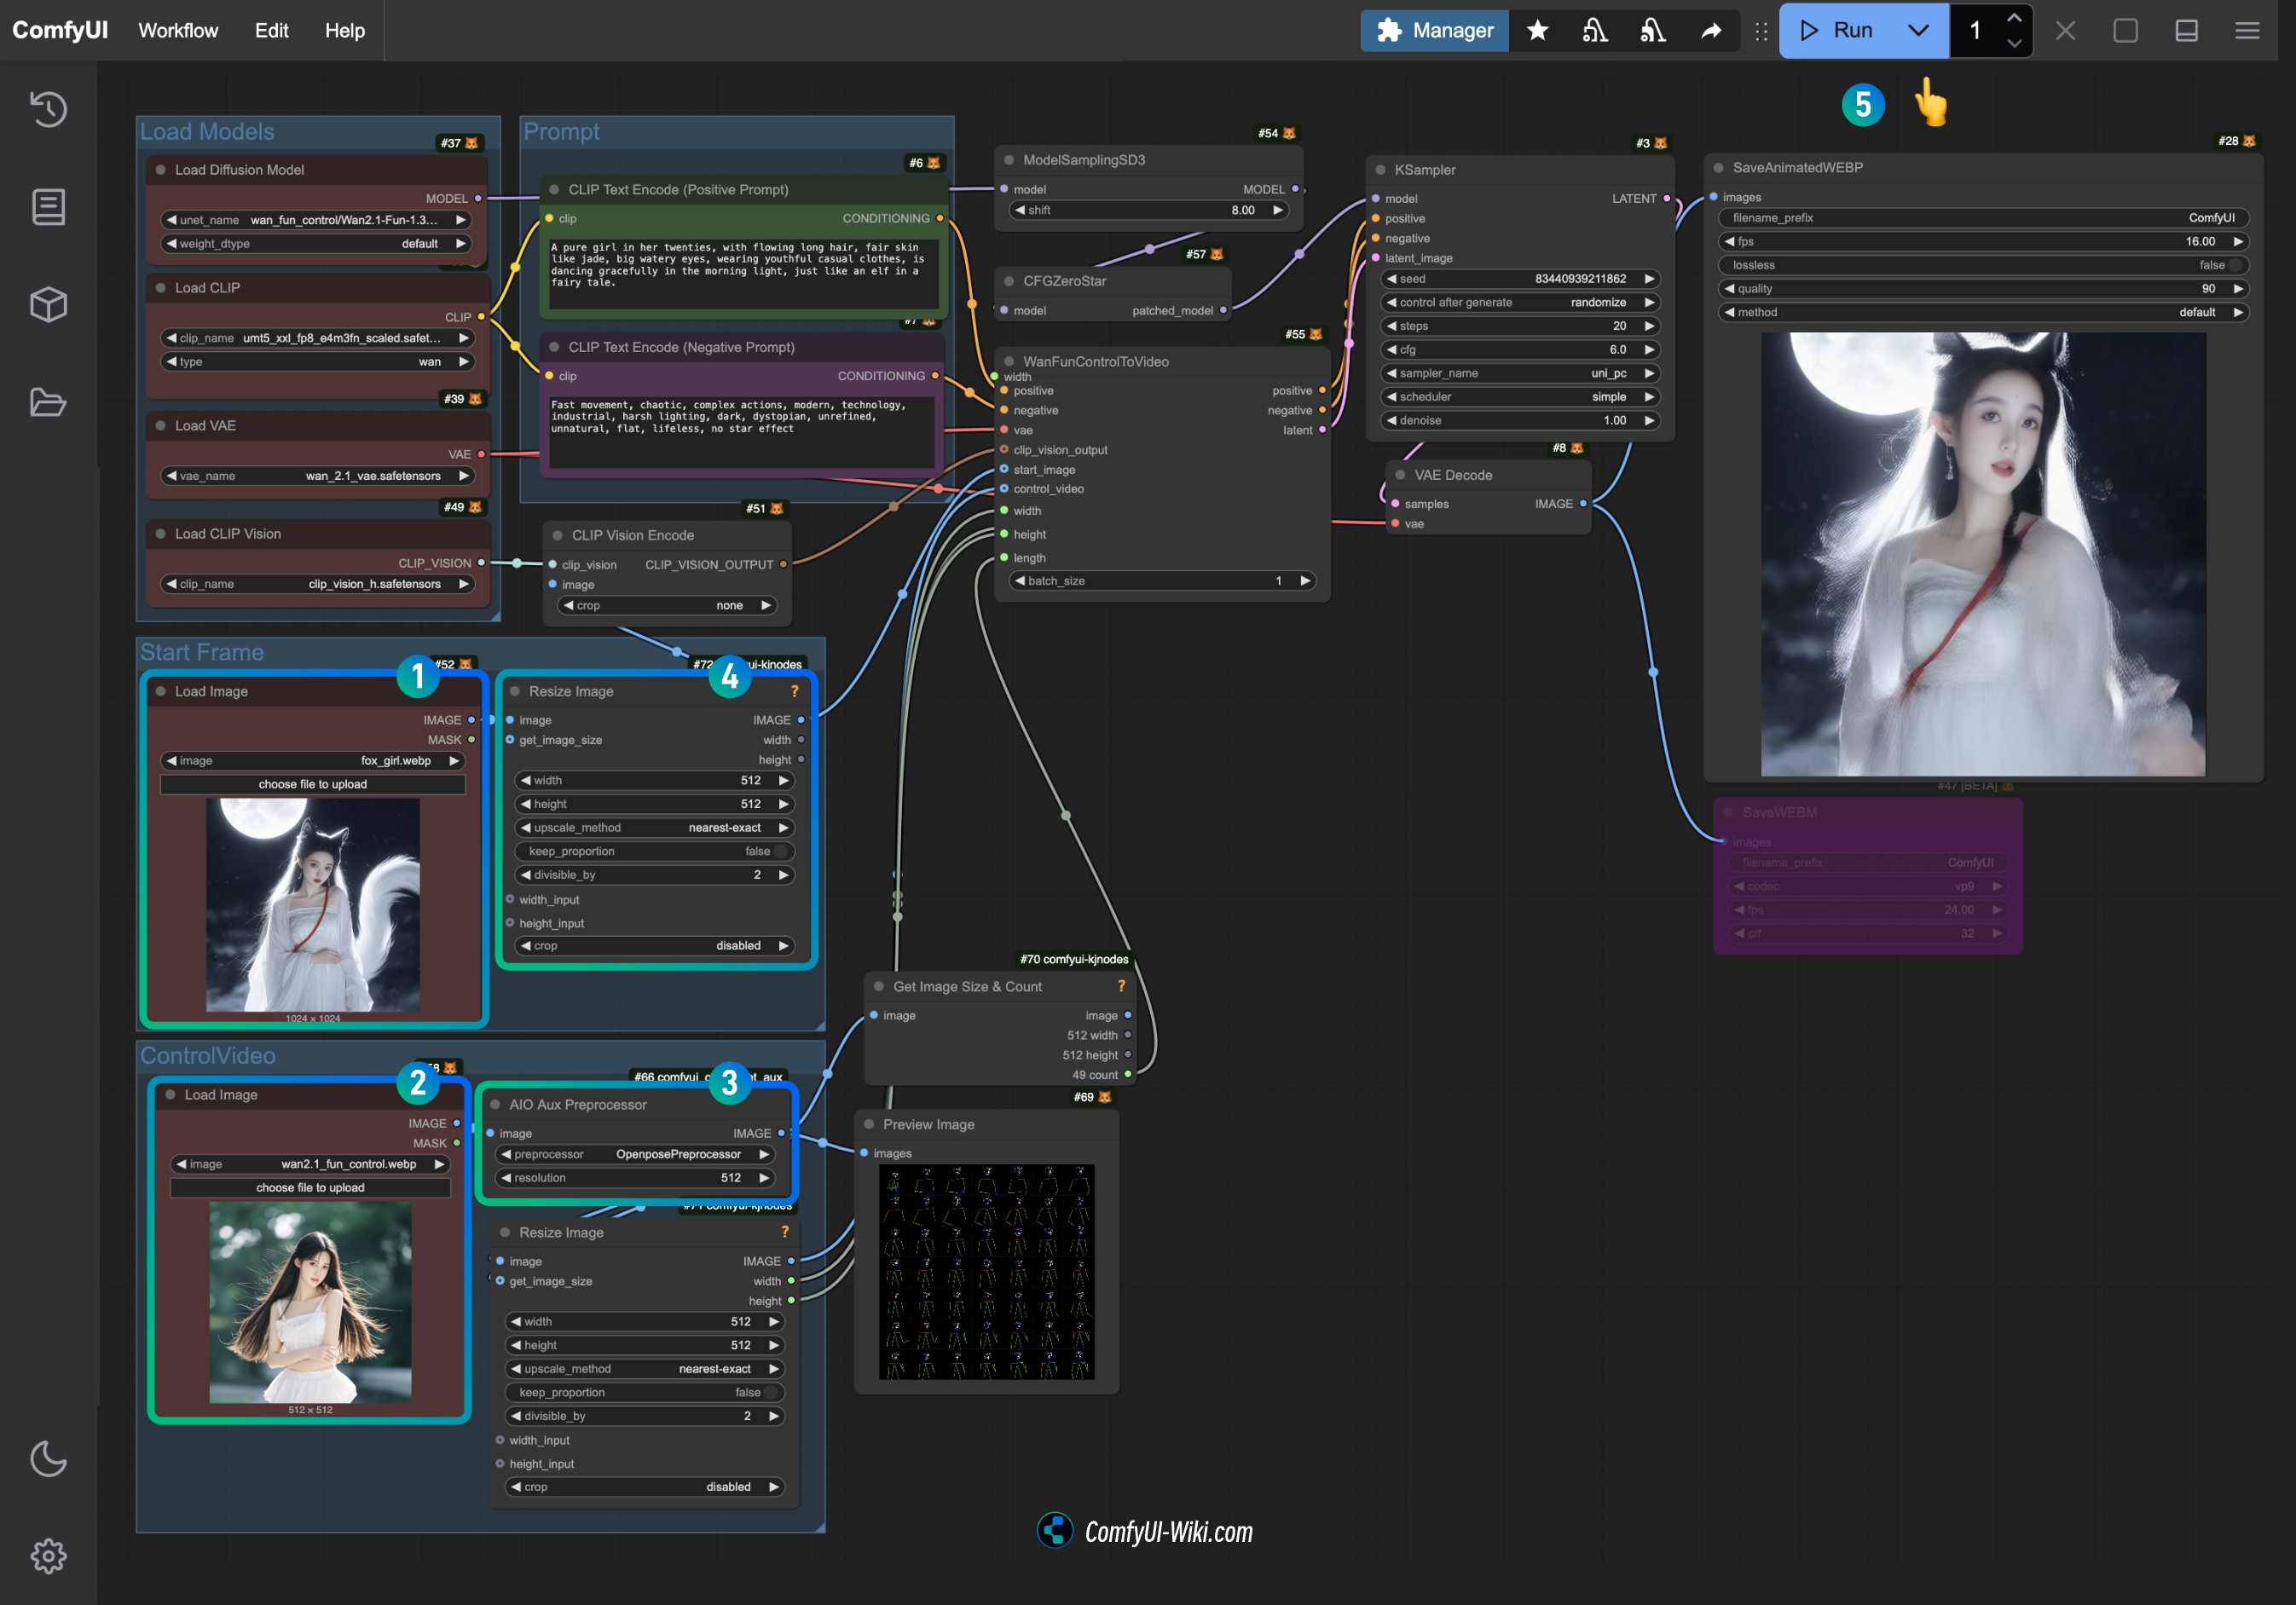 ComfyUI
Workflow
Edit
Help
Manager
Run
1
5
Load Models
#37
Load Diffusion Model
MODEL
unet_name wan_fun_control/Wan2.1-Fun-1.3...
weight_dtype default
Load CLIP
CLIP
clip_name umt5_xxl_fp8_e4m3fn_scaled.safet...
type wan
#39
Load VAE
VAE
vae_name wan_2.1_vae.safetensors
#49
Load CLIP Vision
CLIP_VISION
clip_name clip_vision_h.safetensors
Prompt
#6
CLIP Text Encode (Positive Prompt)
clip CONDITIONING
A pure girl in her twenties, with flowing long hair, fair skin
like jade, big watery eyes, wearing youthful casual clothes, is
dancing gracefully in the morning light, just like an elf in a
fairy tale.
#7
CLIP Text Encode (Negative Prompt)
clip CONDITIONING
Fast movement, chaotic, complex actions, modern, technology,
industrial, harsh lighting, dark, dystopian, unrefined,
unnatural, flat, lifeless, no star effect
#51
CLIP Vision Encode
clip_vision CLIP_VISION_OUTPUT
image
crop none
#54
ModelSamplingSD3
model MODEL
shift 8.00
#57
CFGZeroStar
model patched_model
#55
WanFunControlToVideo
width
positive positive
negative negative
vae latent
clip_vision_output
start_image
control_video
width
height
length
batch_size 1
#3
KSampler
model LATENT
positive
negative
latent_image
seed 83440939211862
control after generate randomize
steps 20
cfg 6.0
sampler_name uni_pc
scheduler simple
denoise 1.00
#8
VAE Decode
samples IMAGE
vae
#28
SaveAnimatedWEBP
images
filename_prefix ComfyUI
fps 16.00
lossless false
quality 90
method default
#47 [BETA]
SaveWEBM
images
filename_prefix ComfyUI
codec vp9
fps 24.00
crf 32
Start Frame
#52
1
Load Image
IMAGE
MASK
image fox_girl.webp
choose file to upload
1024 × 1024
#72 ui-kjnodes
4
Resize Image ?
image IMAGE
get_image_size width
height
width 512
height 512
upscale_method nearest-exact
keep_proportion false
divisible_by 2
width_input
height_input
crop disabled
ControlVideo
2
Load Image
IMAGE
MASK
image wan2.1_fun_control.webp
choose file to upload
512 × 512
#66 comfyui_c t_aux
3
AIO Aux Preprocessor
image IMAGE
preprocessor OpenposePreprocessor
resolution 512
#71 comfyui-kjnodes
Resize Image ?
image IMAGE
get_image_size width
height
width 512
height 512
upscale_method nearest-exact
keep_proportion false
divisible_by 2
width_input
height_input
crop disabled
#70 comfyui-kjnodes
Get Image Size & Count ?
image image
512 width
512 height
49 count
#69
Preview Image
images
ComfyUI-Wiki.com